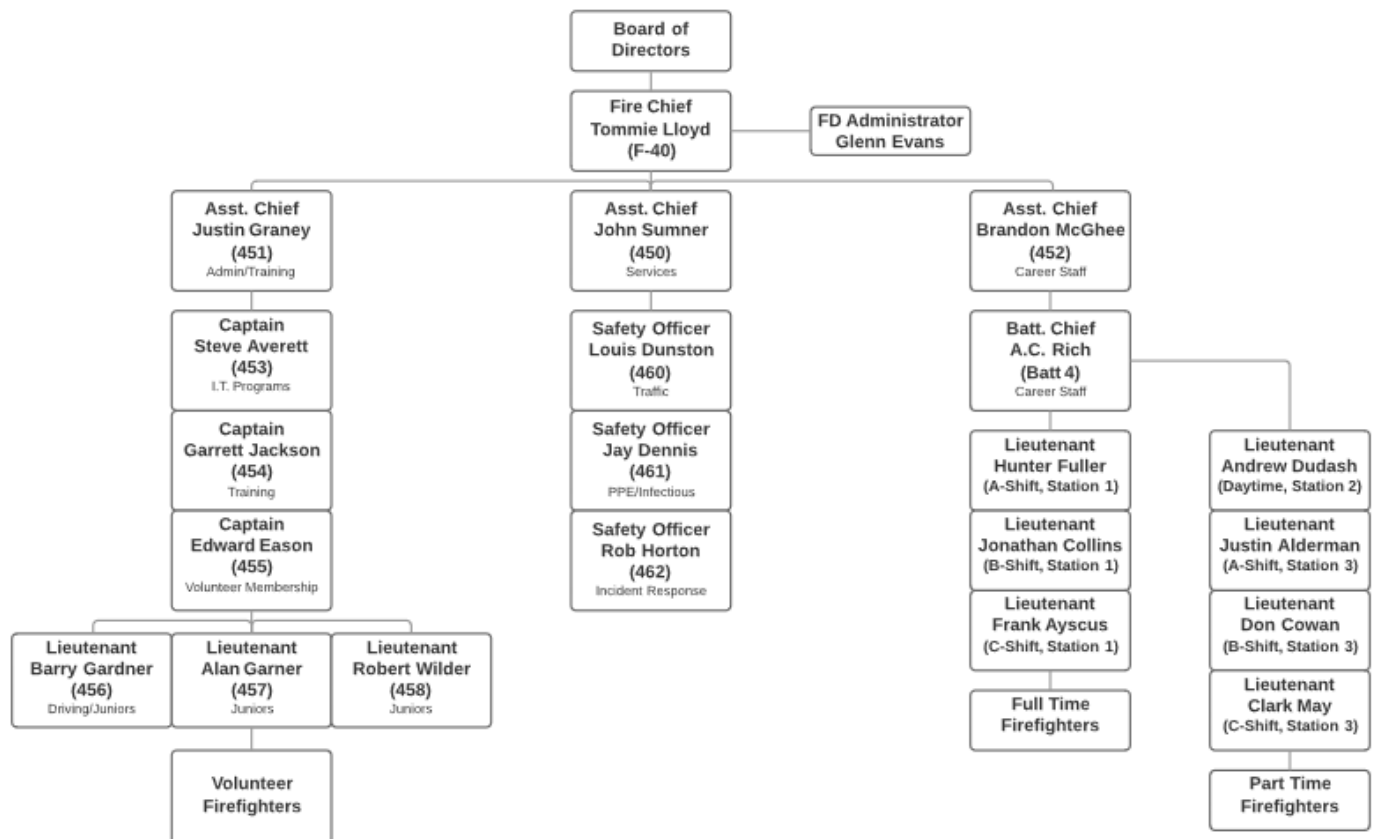 Board of
Directors
Fire Chief
Tommie Lloyd
(F-40)
FD Administrator
Glenn Evans
Asst. Chief
Justin Graney
(451)
Admin/Training
Asst. Chief
John Sumner
(450)
Services
Asst. Chief
Brandon McGhee
(452)
Career Staff
Captain
Steve Averett
(453)
I.T. Programs
Captain
Garrett Jackson
(454)
Training
Captain
Edward Eason
(455)
Volunteer Membership
Lieutenant
Barry Gardner
(456)
Driving/Juniors
Lieutenant
Alan Garner
(457)
Juniors
Lieutenant
Robert Wilder
(458)
Juniors
Volunteer
Firefighters
Safety Officer
Louis Dunston
(460)
Traffic
Safety Officer
Jay Dennis
(461)
PPE/Infectious
Safety Officer
Rob Horton
(462)
Incident Response
Batt. Chief
A.C. Rich
(Batt 4)
Career Staff
Lieutenant
Hunter Fuller
(A-Shift, Station 1)
Lieutenant
Jonathan Collins
(B-Shift, Station 1)
Lieutenant
Frank Ayscus
(C-Shift, Station 1)
Full Time
Firefighters
Lieutenant
Andrew Dudash
(Daytime, Station 2)
Lieutenant
Justin Alderman
(A-Shift, Station 3)
Lieutenant
Don Cowan
(B-Shift, Station 3)
Lieutenant
Clark May
(C-Shift, Station 3)
Part Time
Firefighters